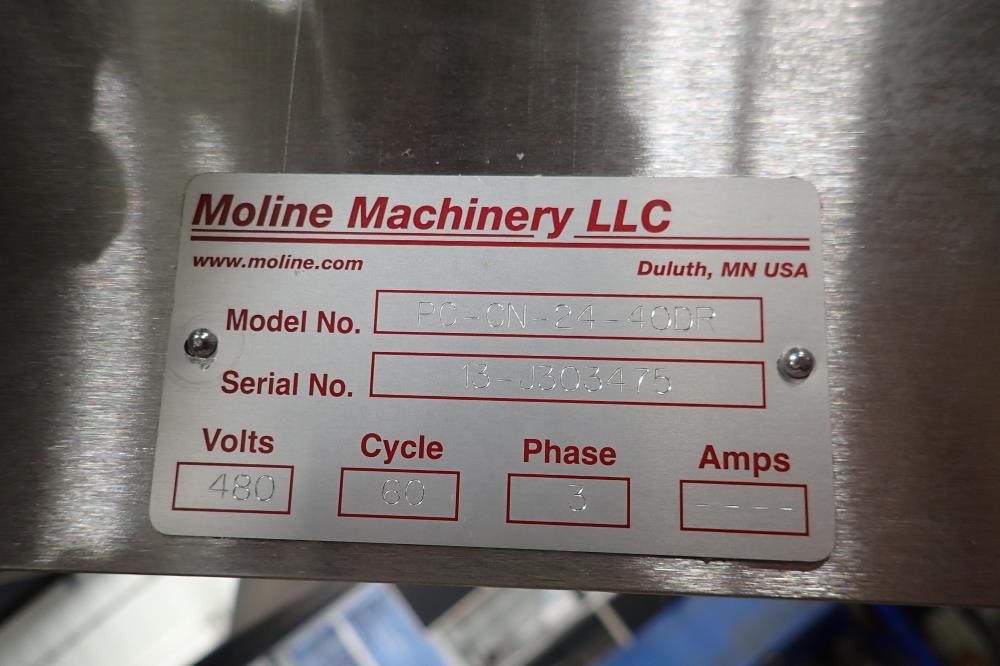 Moline Machinery LLC
www.moline.com Duluth, MN USA
Model No. PC-CN-24-40DR
Serial No. 13-J303475
Volts Cycle Phase Amps
480 60 3 ----